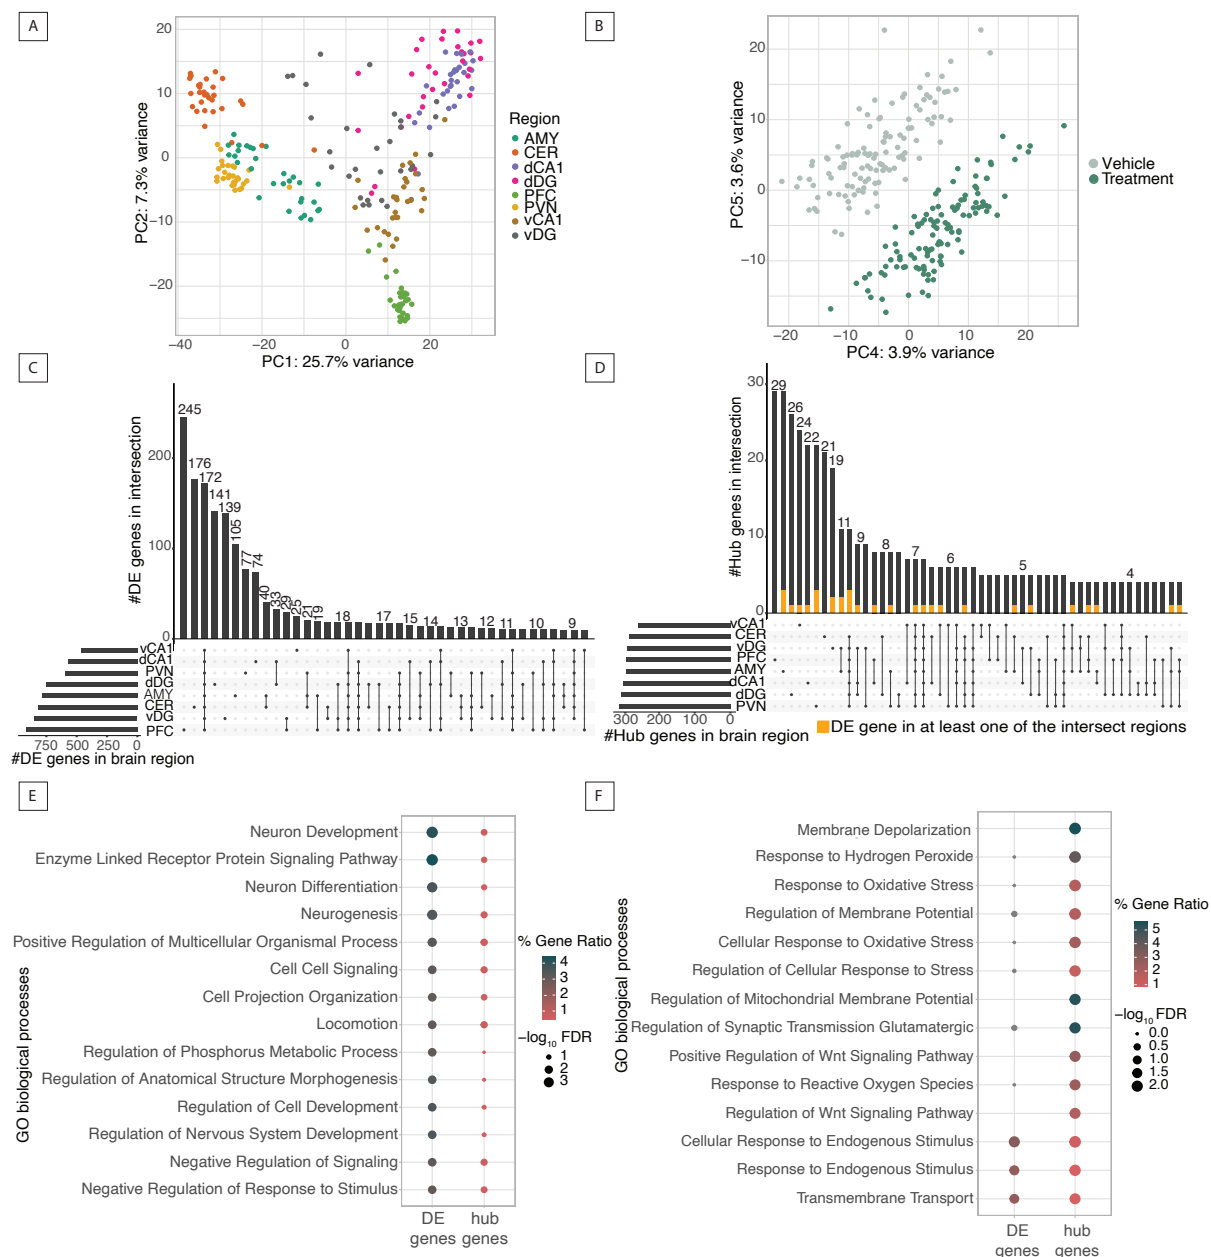 A
20
10
0
−10
−20
−40
−20
0
20
PC2: 7.3% variance
PC1: 25.7% variance
Region
AMY
CER
dCA1
dDG
PFC
PVN
vCA1
vDG
B
20
10
0
−10
−20
−10
0
10
20
PC5: 3.6% variance
PC4: 3.9% variance
Vehicle
Treatment
C
#DE genes in intersection
200
100
0
245
176
172
141
139
105
77
74
40
33
29
25
21
19
18
17
15
14
13
12
11
10
9
vCA1
dCA1
PVN
dDG
AMY
CER
vDG
PFC
750 500 250 0
#DE genes in brain region
D
#Hub genes in intersection
30
20
10
0
29
26
24
22
21
19
11
9
8
7
6
5
4
vCA1
CER
vDG
PFC
AMY
dCA1
dDG
PVN
300 200 100 0
#Hub genes in brain region
DE gene in at least one of the intersect regions
E
GO biological processes
Neuron Development
Enzyme Linked Receptor Protein Signaling Pathway
Neuron Differentiation
Neurogenesis
Positive Regulation of Multicellular Organismal Process
Cell Cell Signaling
Cell Projection Organization
Locomotion
Regulation of Phosphorus Metabolic Process
Regulation of Anatomical Structure Morphogenesis
Regulation of Cell Development
Regulation of Nervous System Development
Negative Regulation of Signaling
Negative Regulation of Response to Stimulus
DE genes
hub genes
% Gene Ratio
4
3
2
1
−log10 FDR
1
2
3
F
GO biological processes
Membrane Depolarization
Response to Hydrogen Peroxide
Response to Oxidative Stress
Regulation of Membrane Potential
Cellular Response to Oxidative Stress
Regulation of Cellular Response to Stress
Regulation of Mitochondrial Membrane Potential
Regulation of Synaptic Transmission Glutamatergic
Positive Regulation of Wnt Signaling Pathway
Response to Reactive Oxygen Species
Regulation of Wnt Signaling Pathway
Cellular Response to Endogenous Stimulus
Response to Endogenous Stimulus
Transmembrane Transport
DE genes
hub genes
% Gene Ratio
5
4
3
2
1
−log10 FDR
0.0
0.5
1.0
1.5
2.0